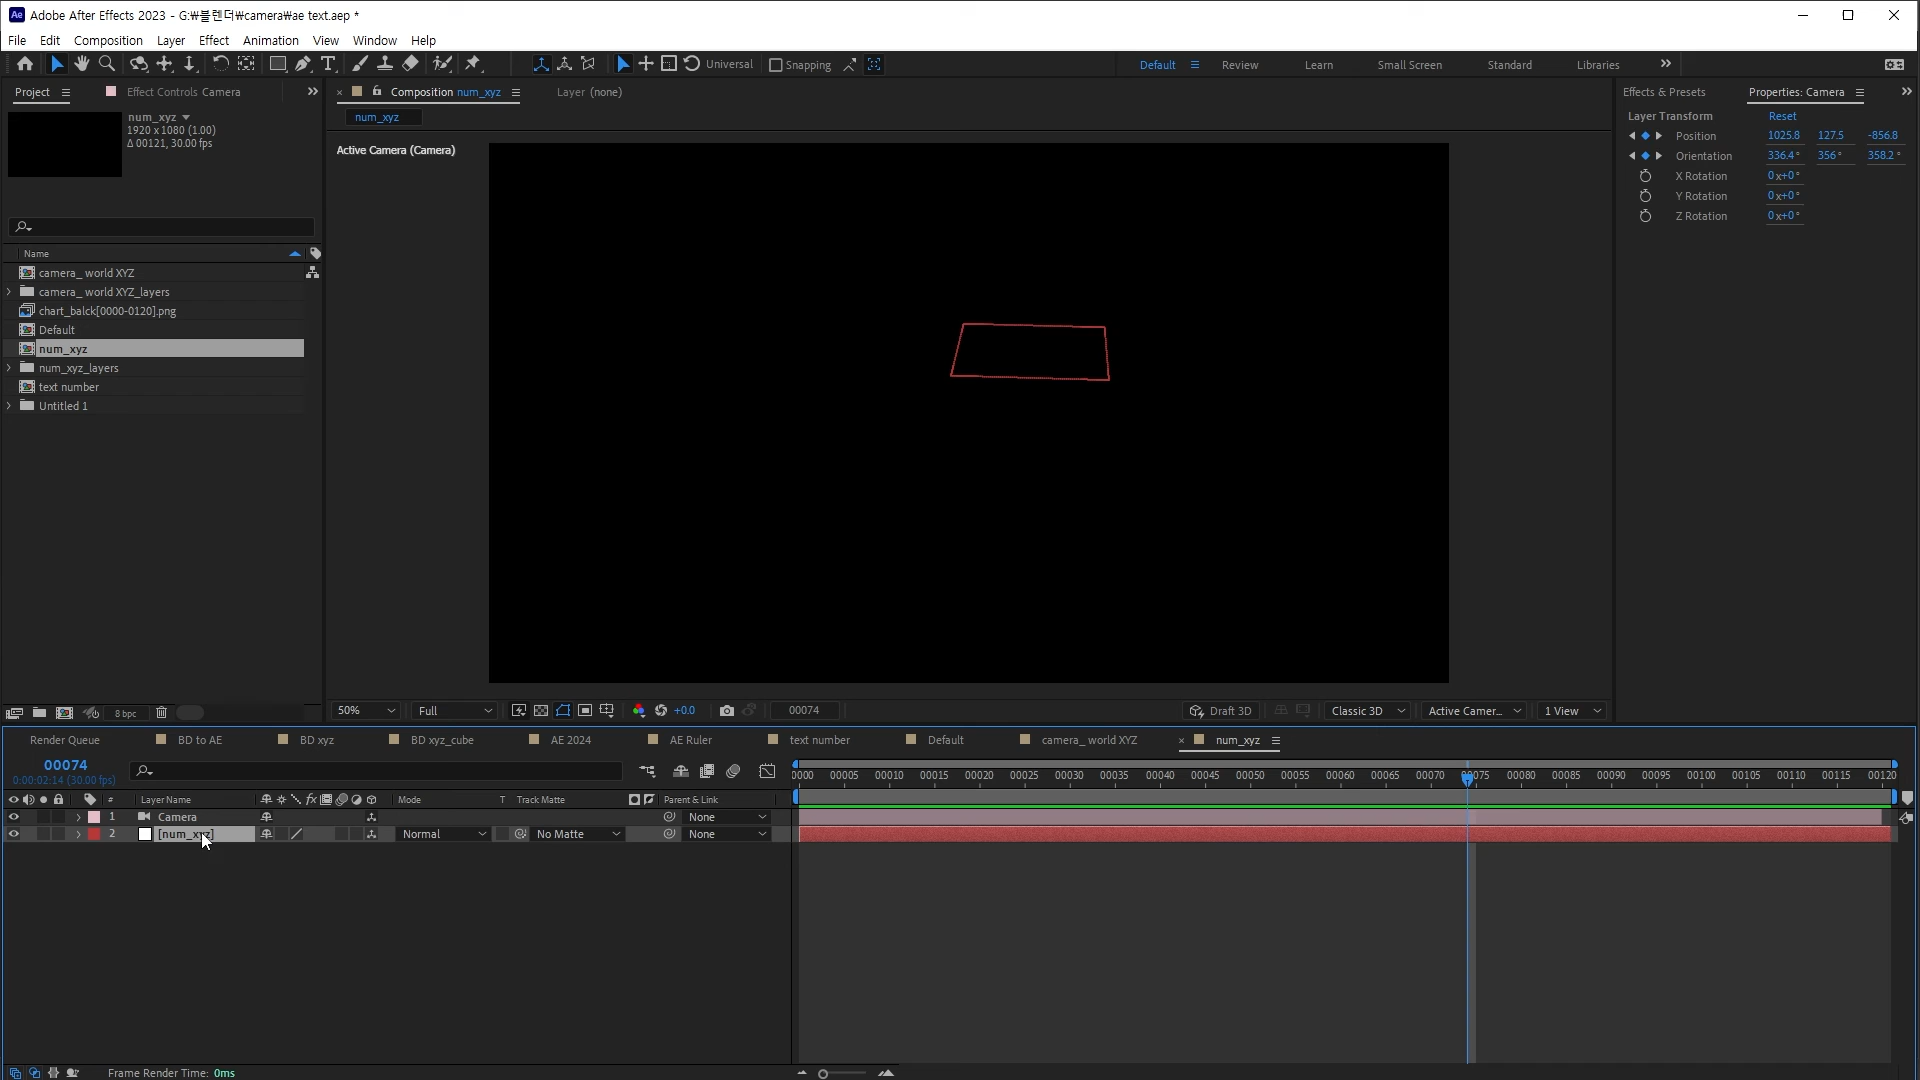 Adobe After Effects 2023 - G:₩블렌더₩camera₩ae text.aep *
File Edit Composition Layer Effect Animation View Window Help
Universal Snapping Default Review Learn Small Screen Standard Libraries
Project Effect Controls Camera
Composition num_xyz Layer (none)
Effects & Presets Properties: Camera
num_xyz
1920 x 1080 (1.00)
Δ 00121, 30.00 fps
num_xyz
Active Camera (Camera)
Layer Transform Reset
Position 1025.8 127.5 -856.8
Orientation 336.4° 356° 358.2°
X Rotation 0x+0°
Y Rotation 0x+0°
Z Rotation 0x+0°
Name
camera_ world XYZ
camera_ world XYZ_layers
chart_balck[0000-0120].png
Default
num_xyz
num_xyz_layers
text number
Untitled 1
8 bpc
50% Full +0.0 00074 Draft 3D Classic 3D Active Camer... 1 View
Render Queue BD to AE BD xyz BD xyz_cube AE 2024 AE Ruler text number Default camera_ world XYZ num_xyz
00074
0:00:02:14 (30.00 fps)
0000 00005 00010 00015 00020 00025 00030 00035 00040 00045 00050 00055 00060 00065 00070 00075 00080 00085 00090 00095 00100 00105 00110 00115 00120
# Layer Name fx Mode T Track Matte Parent & Link
1 Camera None
2 [num_xyz] Normal No Matte None
Frame Render Time: 0ms